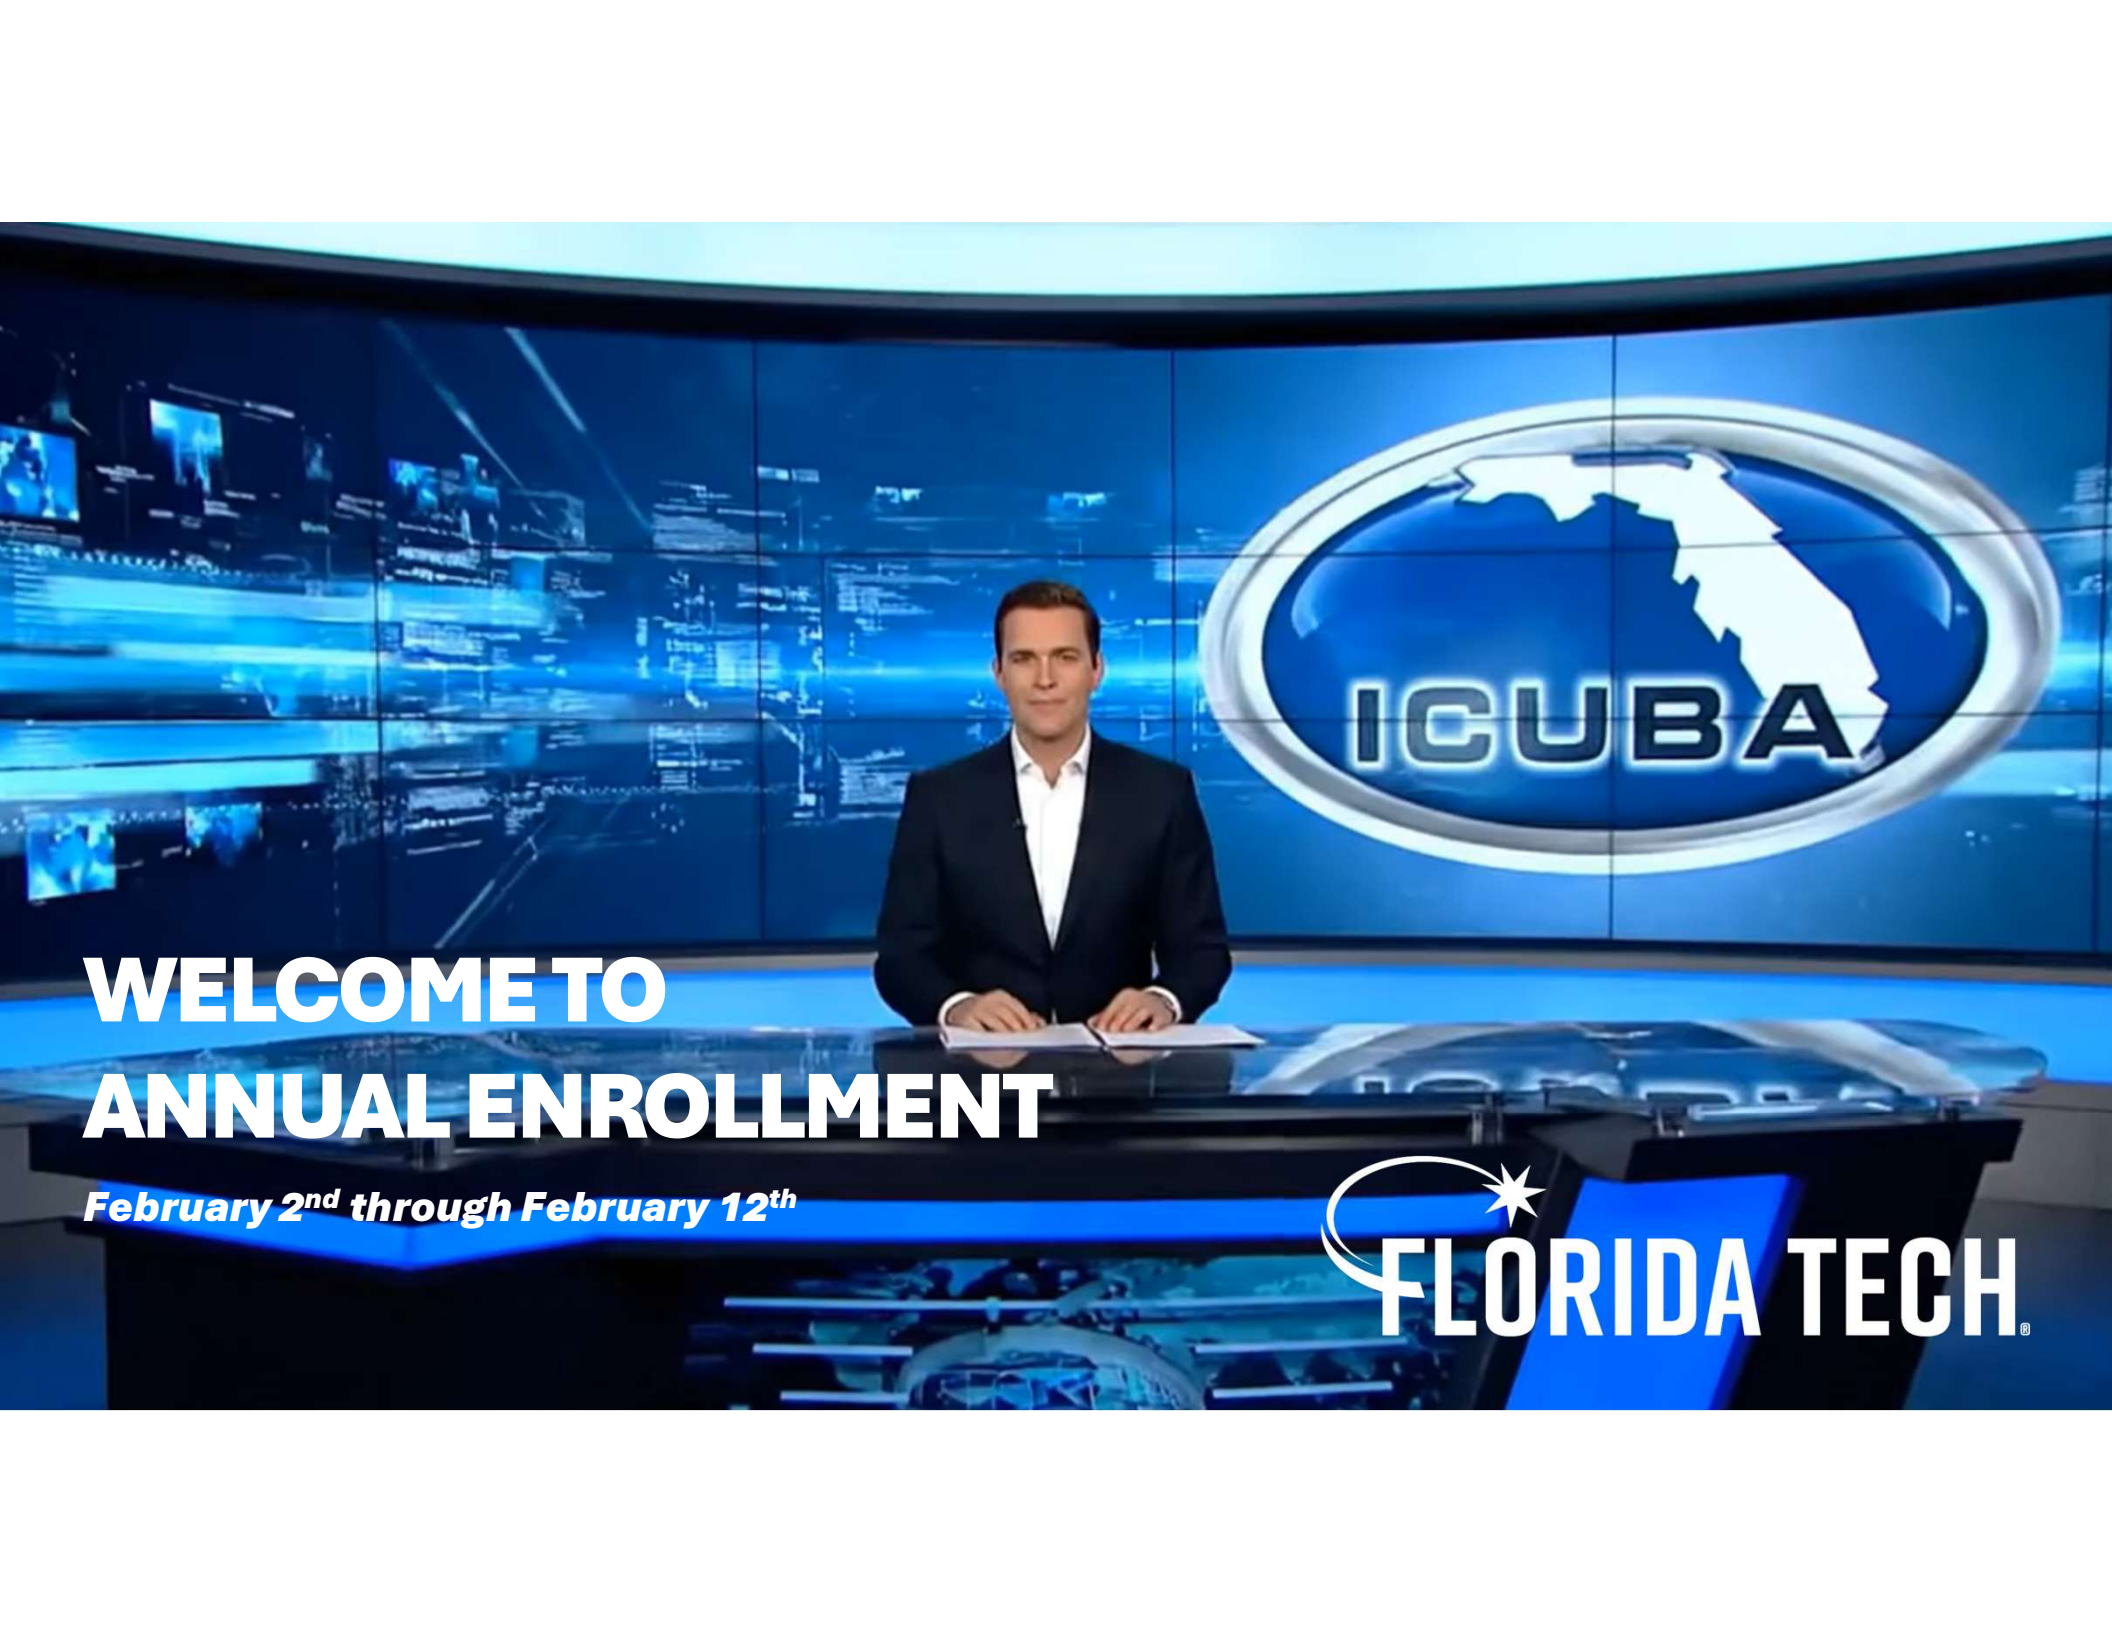 ICUBA
WELCOME TO
ANNUAL ENROLLMENT
February 2nd through February 12th
FLORIDA TECH®